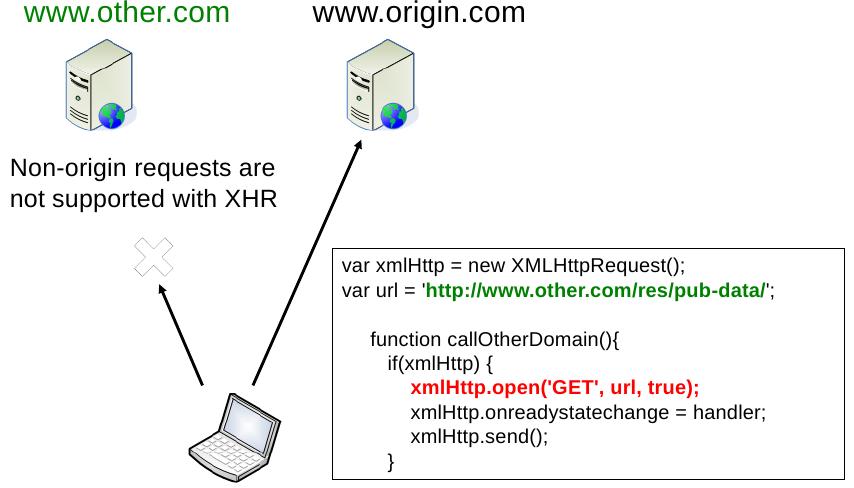 www.other.com
www.origin.com
Non-origin requests are
not supported with XHR
var xmlHttp = new XMLHttpRequest();
var url = 'http://www.other.com/res/pub-data/';
function callOtherDomain(){
if(xmlHttp) {
xmlHttp.open('GET', url, true);
xmlHttp.onreadystatechange = handler;
xmlHttp.send();
}